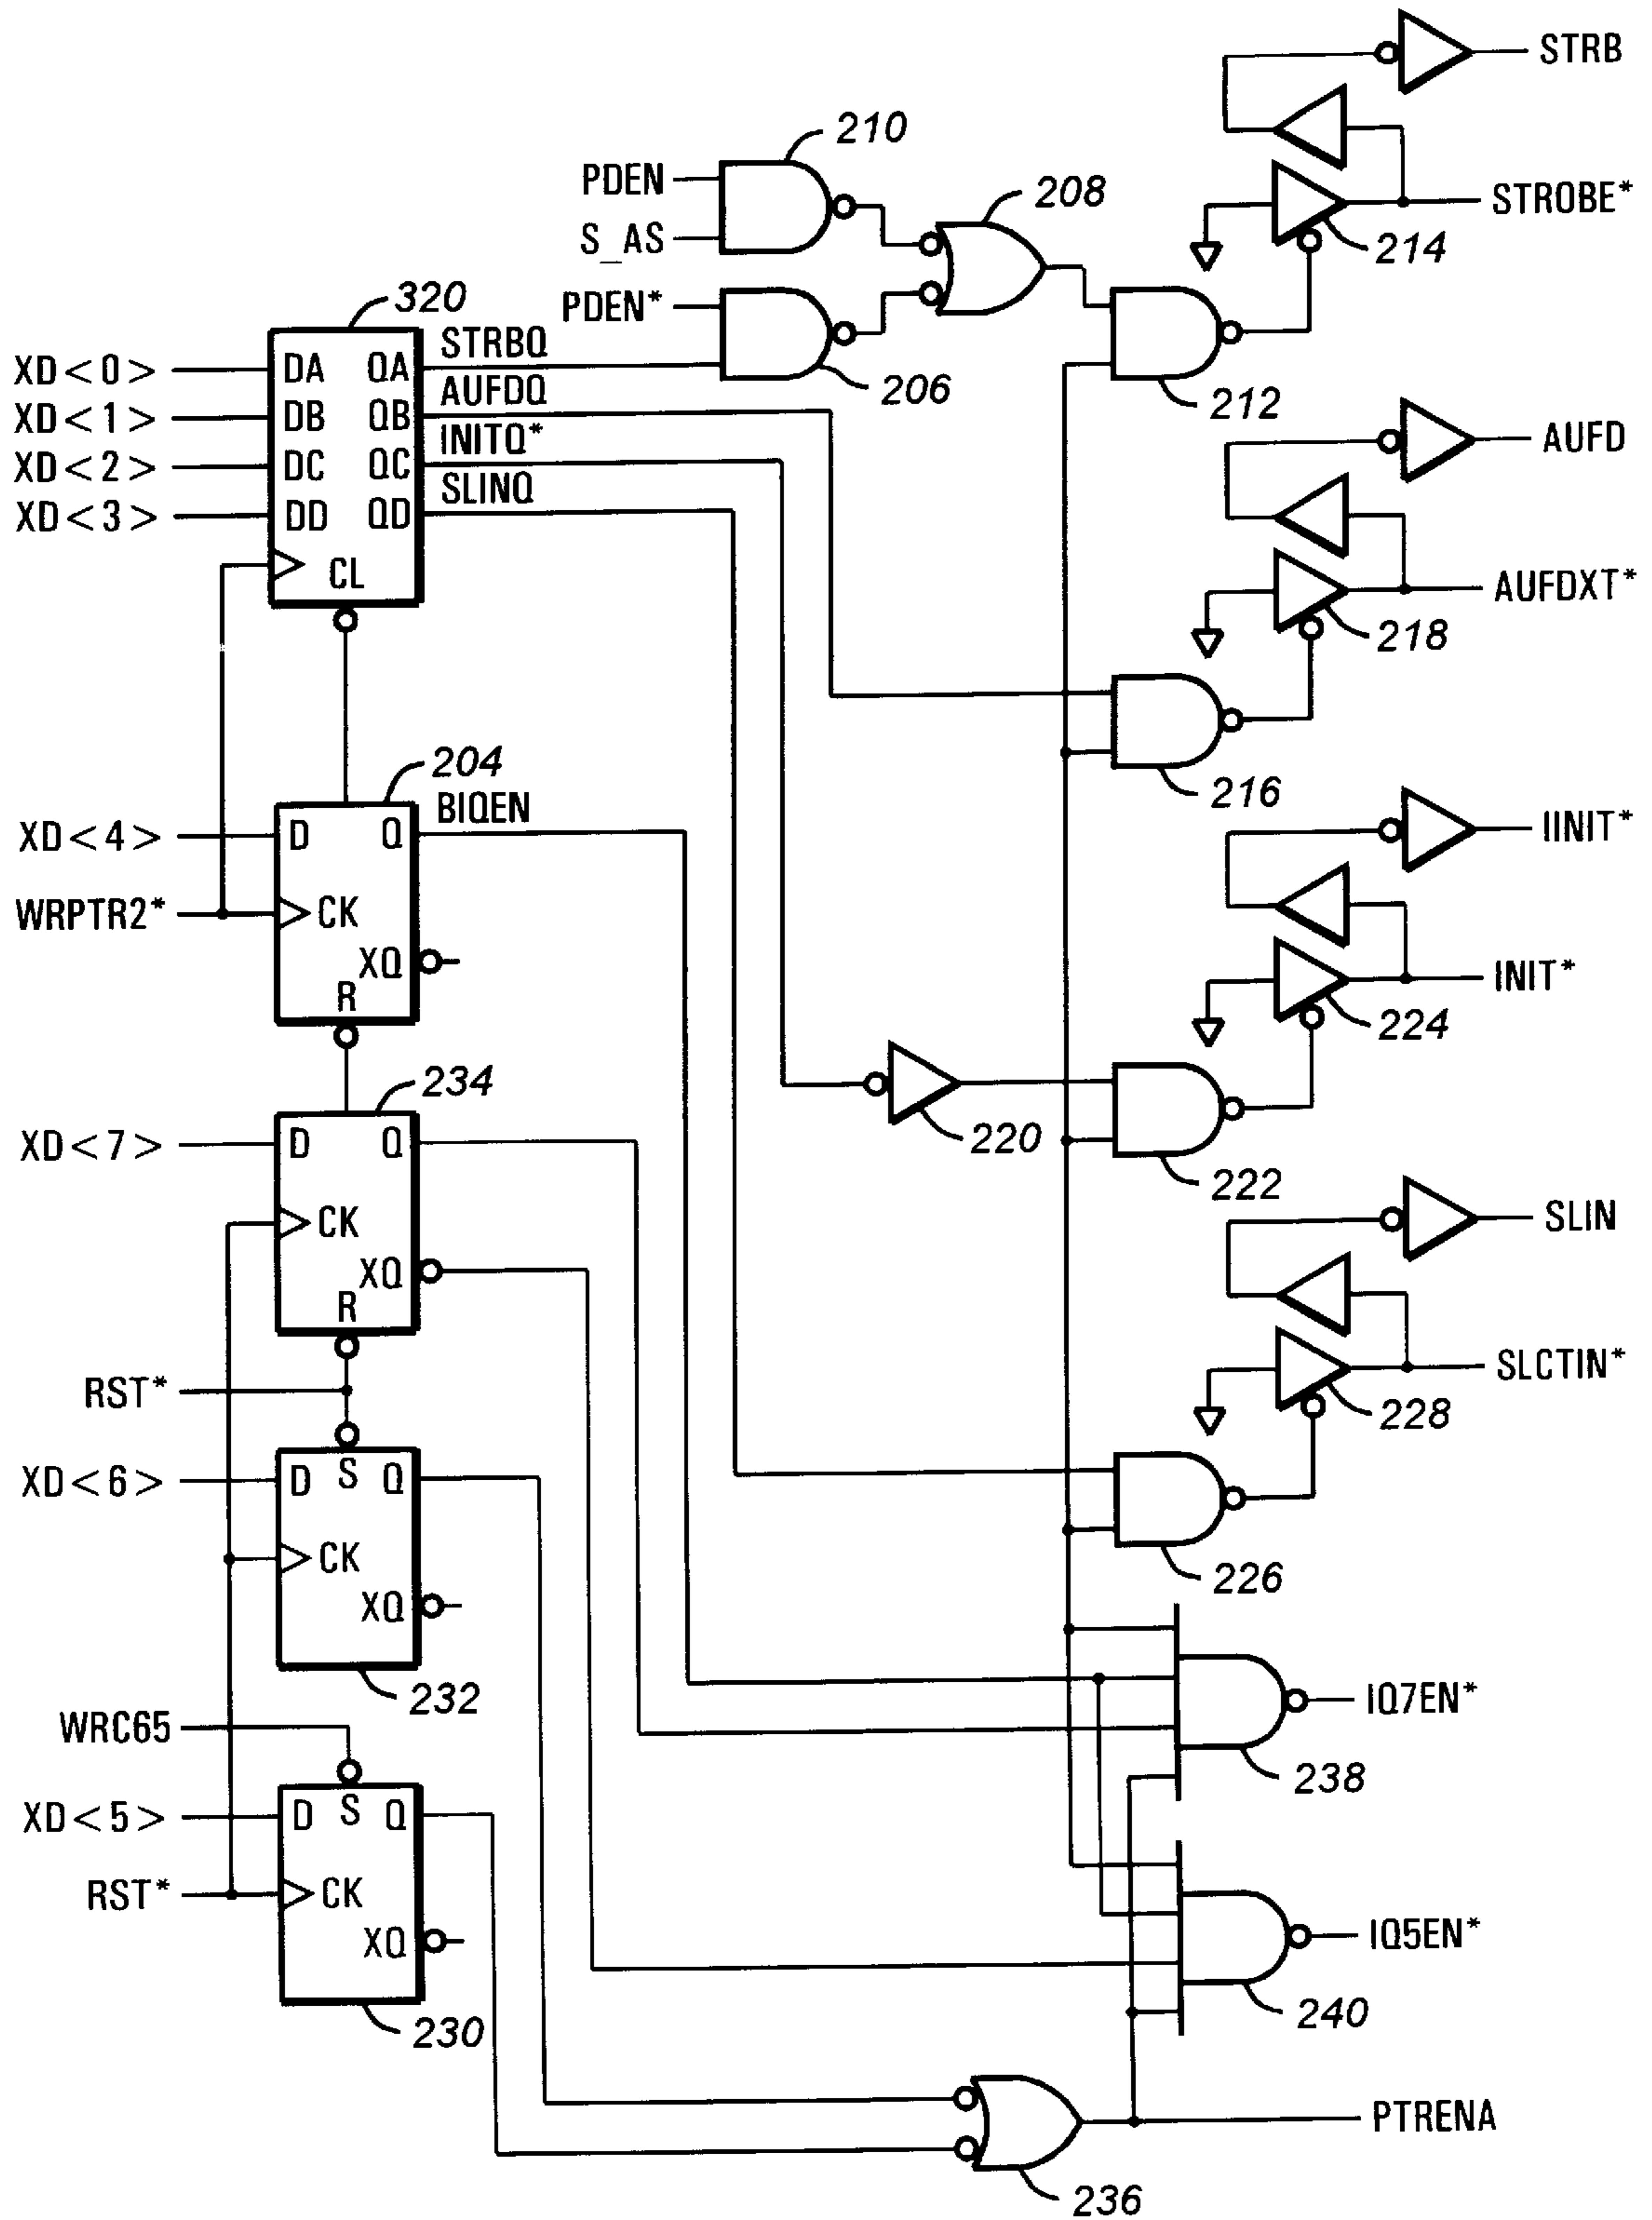 STRB
210
PDEN
208
STROBE*
S_AS
214
320
PDEN*
STRBQ
XD<0>
DA QA
206
AUFDQ
212
XD<1>
DB QB
INITQ*
AUFD
XD<2>
DC QC
SLINQ
XD<3>
DD QD
CL
AUFDXT*
218
204
BIQEN
216
XD<4>
D Q
IINIT*
WRPTR2*
CK
XQ
INIT*
R
224
234
XD<7>
D Q
220
222
CK
SLIN
XQ
R
SLCTIN*
RST*
228
XD<6>
D S Q
CK
226
XQ
232
IQ7EN*
WRC65
238
XD<5>
D S Q
RST*
CK
XQ
IQ5EN*
230
240
PTRENA
236